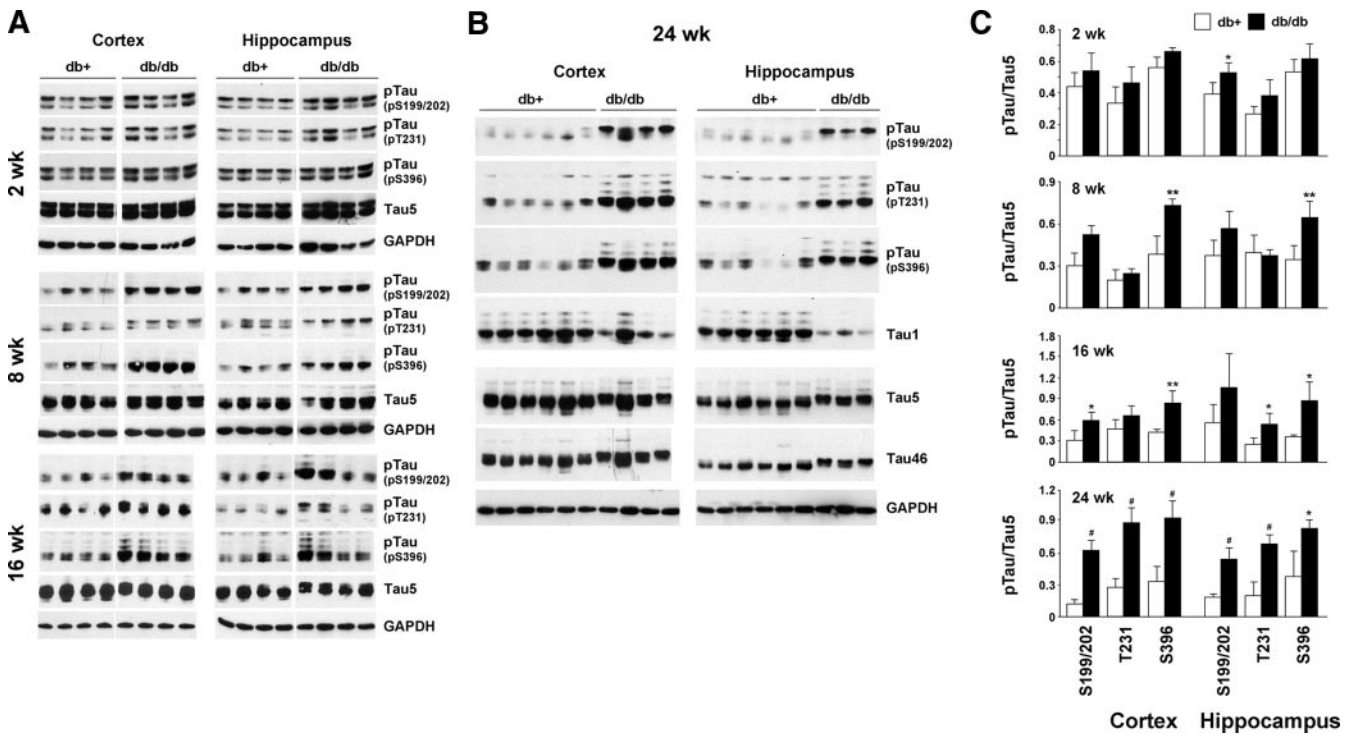 A
Cortex Hippocampus
db+ db/db db+ db/db
2 wk
pTau
(pS199/202)
pTau
(pT231)
pTau
(pS396)
Tau5
GAPDH
8 wk
pTau
(pS199/202)
pTau
(pT231)
pTau
(pS396)
Tau5
GAPDH
16 wk
pTau
(pS199/202)
pTau
(pT231)
pTau
(pS396)
Tau5
GAPDH
B
24 wk
Cortex Hippocampus
db+ db/db db+ db/db
pTau
(pS199/202)
pTau
(pT231)
pTau
(pS396)
Tau1
Tau5
Tau46
GAPDH
C
db+ db/db
pTau/Tau5
0.8
0.6
0.4
0.2
0
2 wk
*
pTau/Tau5
0.9
0.6
0.3
0
8 wk
** **
pTau/Tau5
1.8
1.5
1.2
0.9
0.6
0.3
0
16 wk
* ** * *
pTau/Tau5
1.2
0.9
0.6
0.3
0
24 wk
# # # # # *
S199/202 T231 S396 S199/202 T231 S396
Cortex Hippocampus